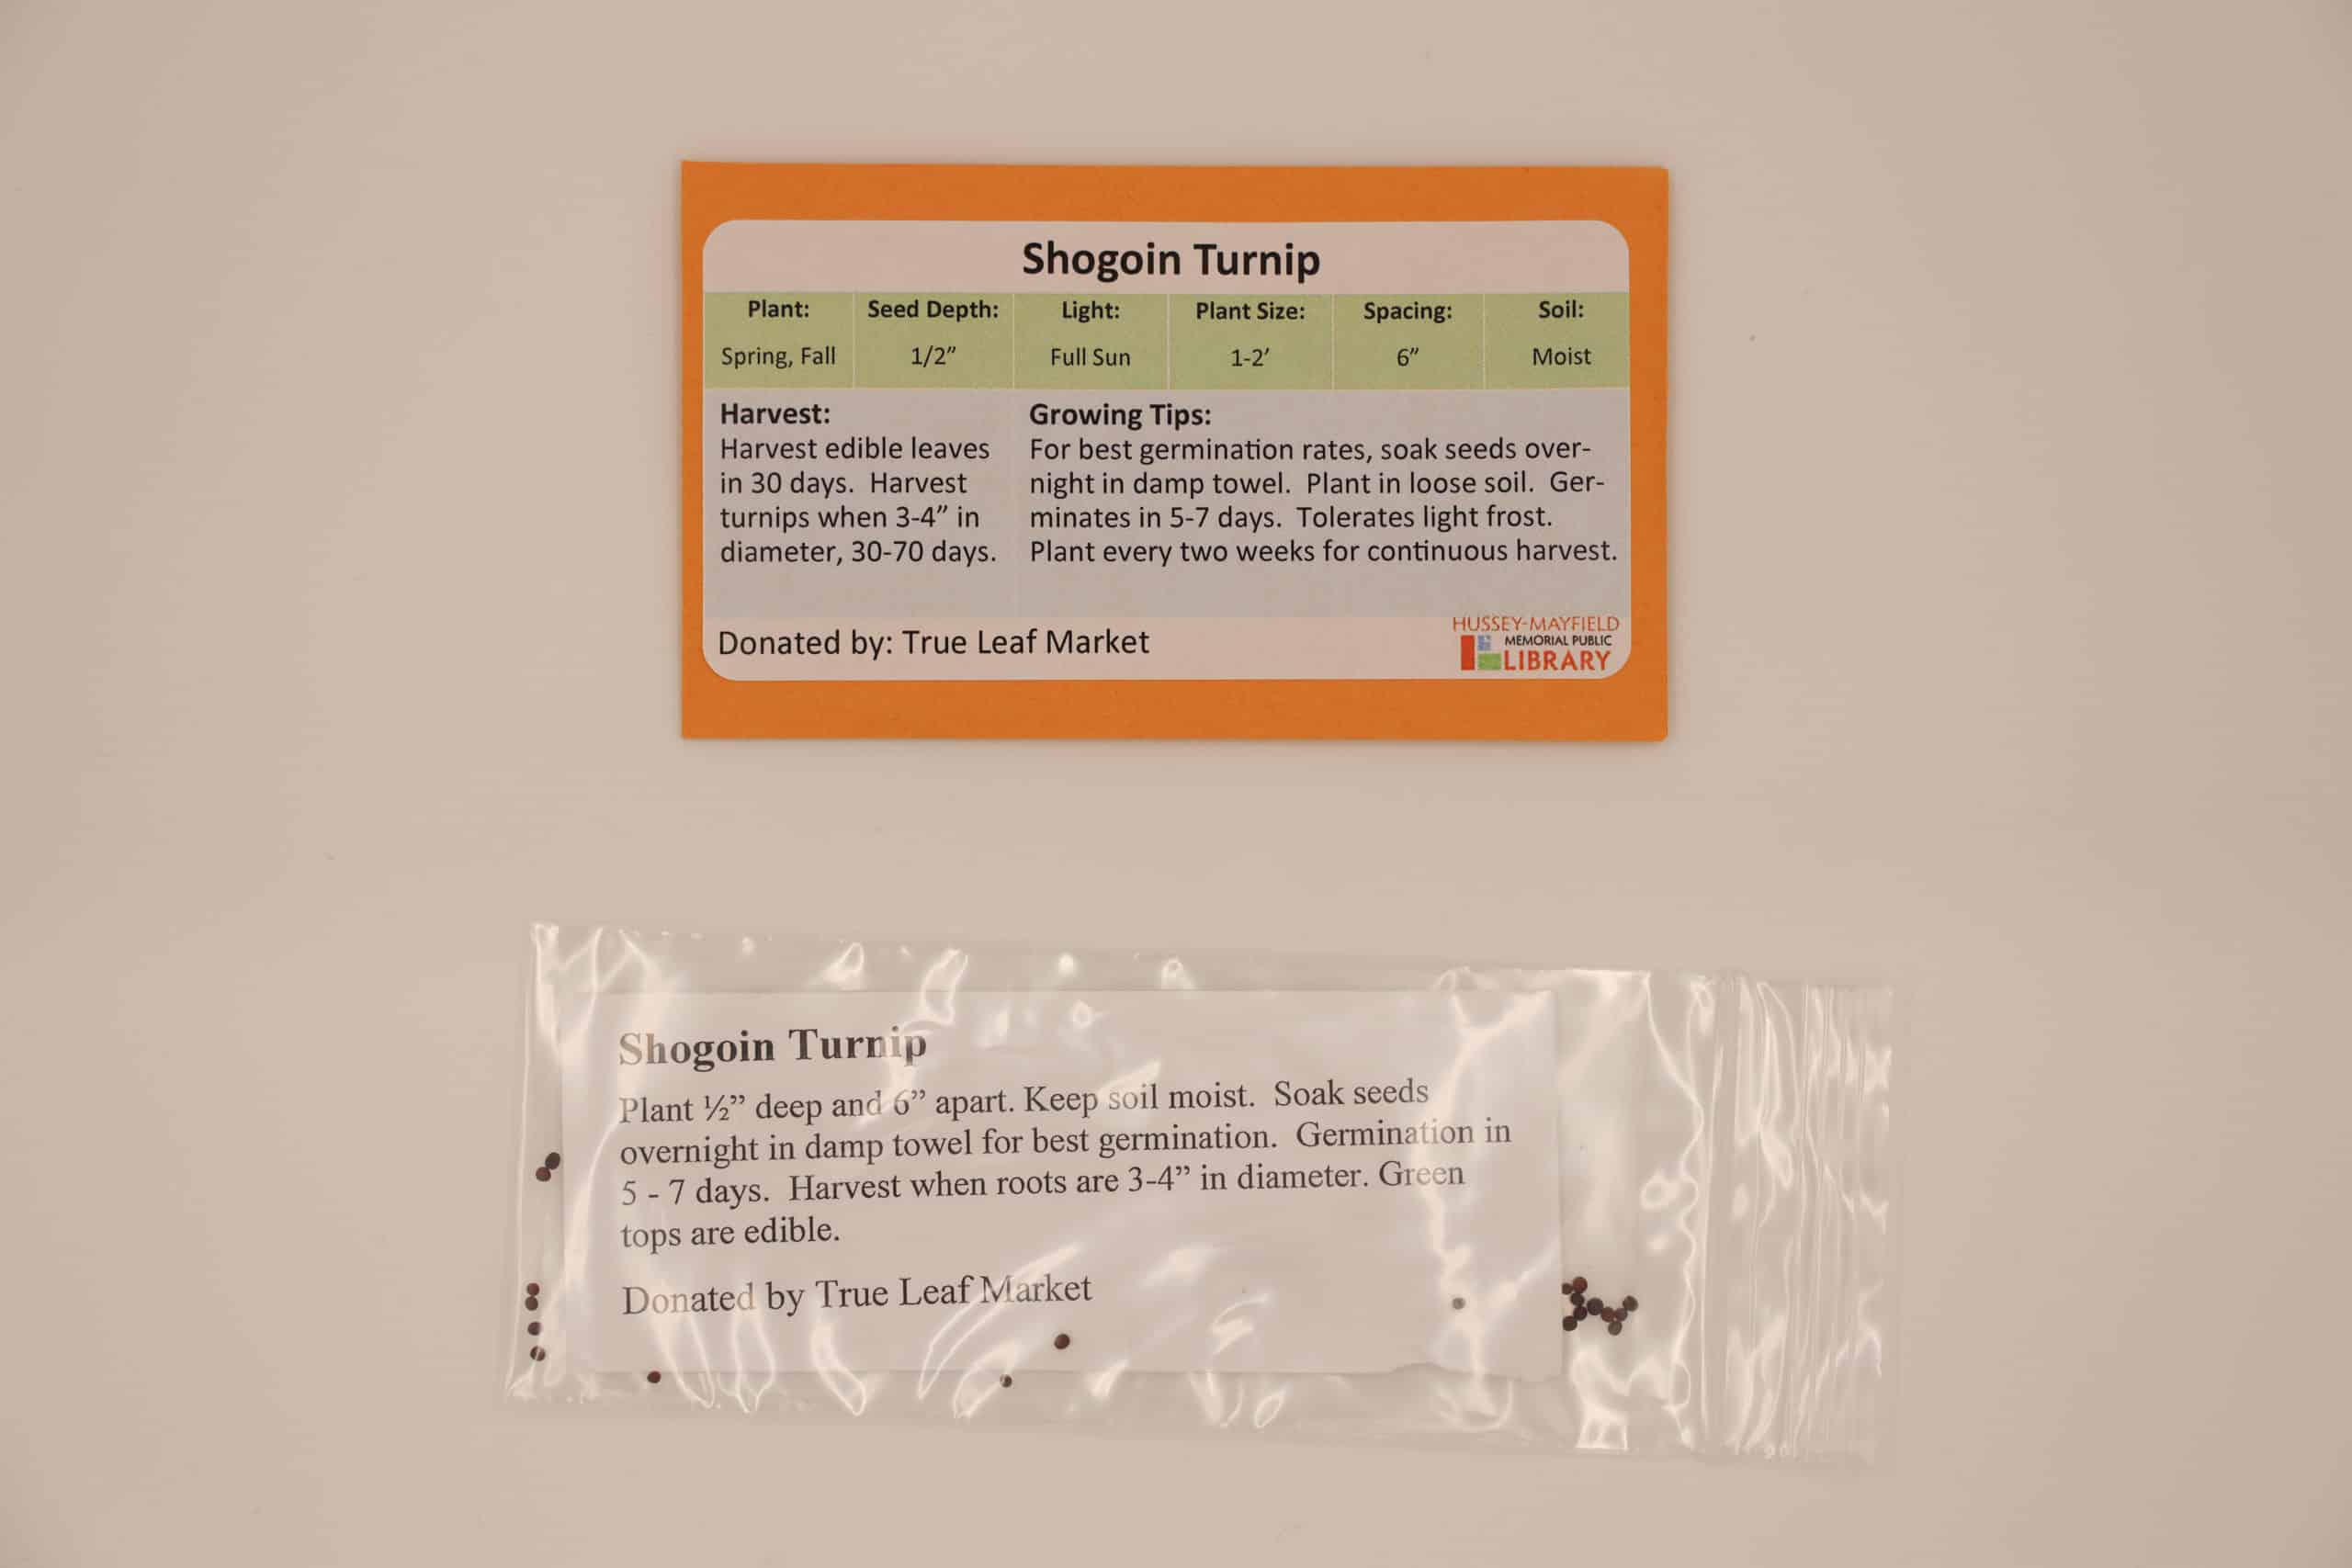 Shogoin Turnip
Plant: Seed Depth: Light: Plant Size: Spacing: Soil:
Spring, Fall 1/2” Full Sun 1-2’ 6” Moist
Harvest:
Harvest edible leaves
in 30 days.  Harvest
turnips when 3-4” in
diameter, 30-70 days.
Growing Tips:
For best germination rates, soak seeds over-
night in damp towel.  Plant in loose soil.  Ger-
minates in 5-7 days.  Tolerates light frost.
Plant every two weeks for continuous harvest.
Donated by: True Leaf Market
HUSSEY-MAYFIELD
MEMORIAL PUBLIC
LIBRARY
Shogoin Turnip
Plant ½” deep and 6” apart. Keep soil moist.  Soak seeds
overnight in damp towel for best germination.  Germination in
5 - 7 days.  Harvest when roots are 3-4” in diameter. Green
tops are edible.
Donated by True Leaf Market